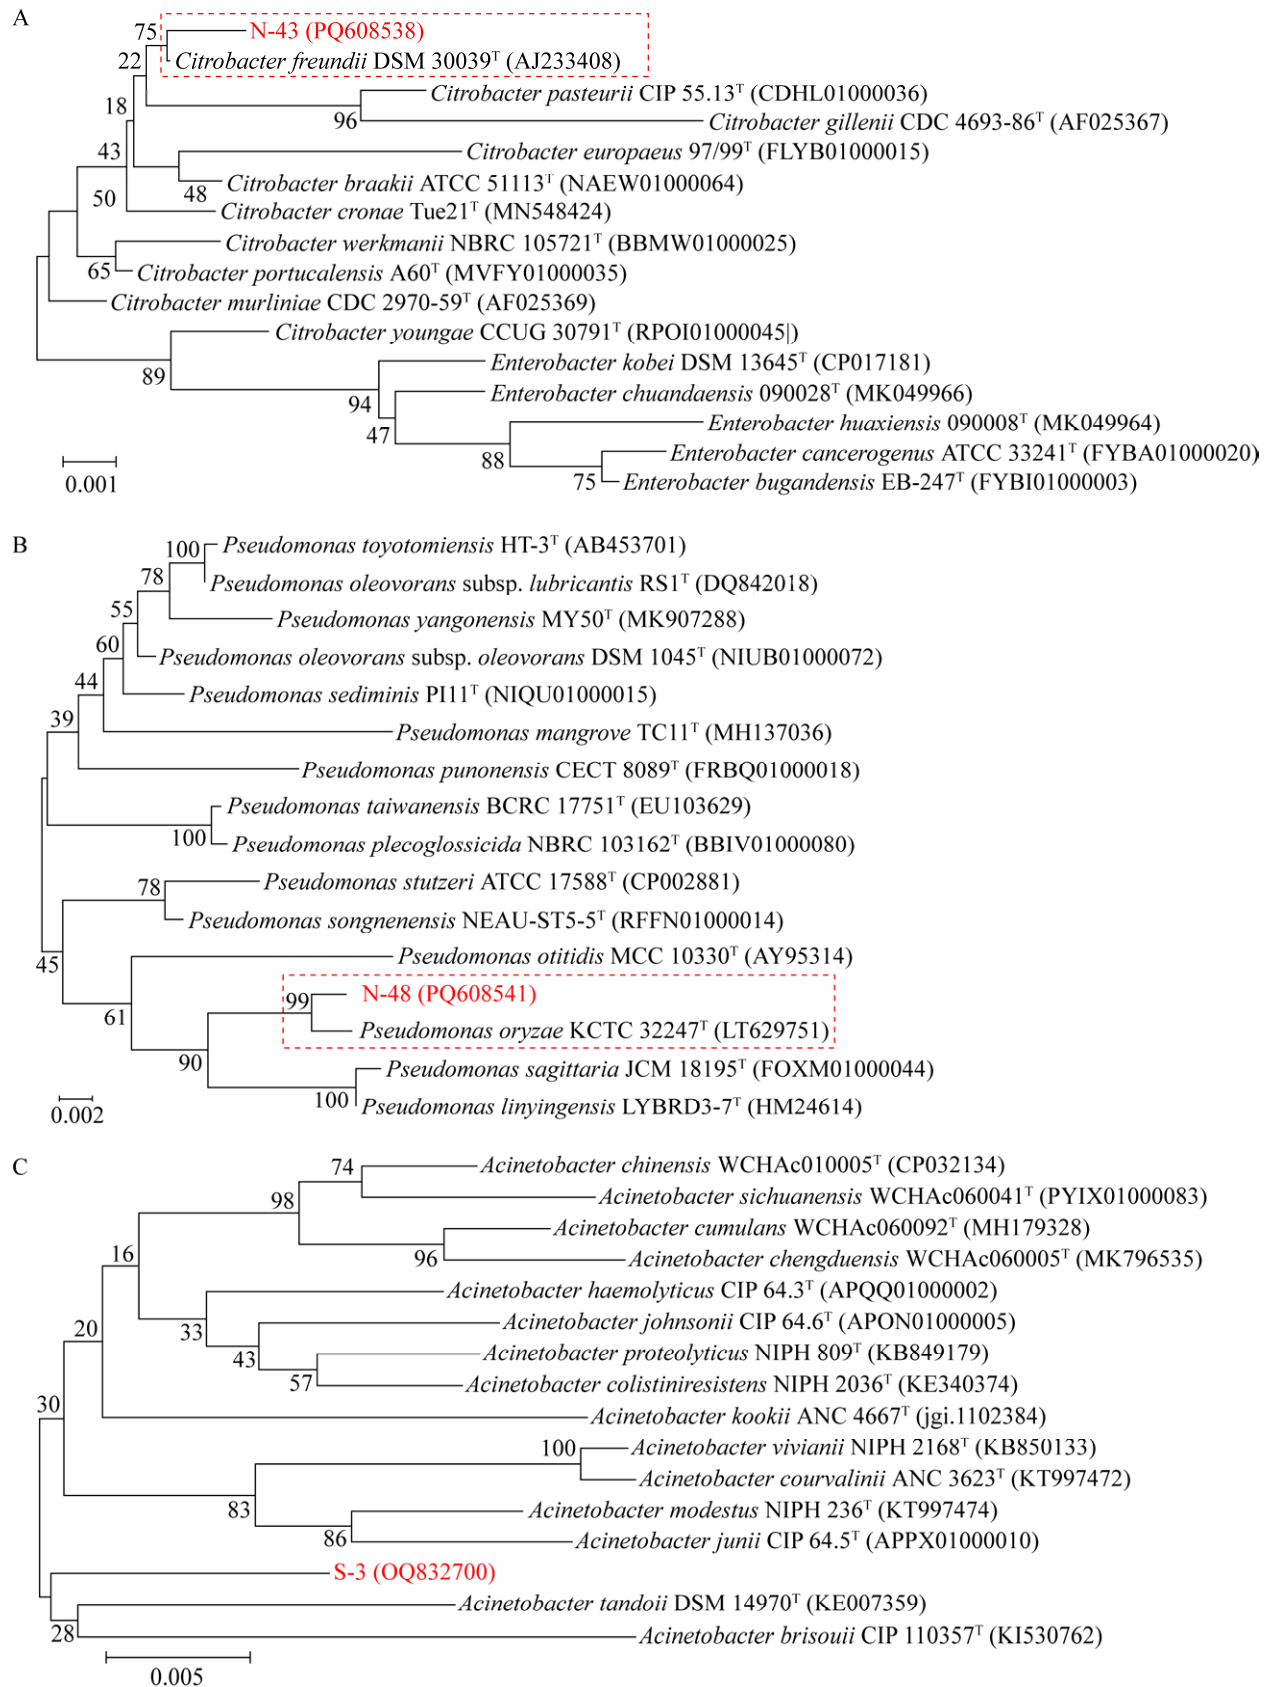 A
75 N-43 (PQ608538)
22 Citrobacter freundii DSM 30039ᵀ (AJ233408)
18 Citrobacter pasteurii CIP 55.13ᵀ (CDHL01000036)
96 Citrobacter gillenii CDC 4693-86ᵀ (AF025367)
43 Citrobacter europaeus 97/99ᵀ (FLYB01000015)
48 Citrobacter braakii ATCC 51113ᵀ (NAEW01000064)
50 Citrobacter cronae Tue21ᵀ (MN548424)
Citrobacter werkmanii NBRC 105721ᵀ (BBMW01000025)
65 Citrobacter portucalensis A60ᵀ (MVFY01000035)
Citrobacter murliniae CDC 2970-59ᵀ (AF025369)
Citrobacter youngae CCUG 30791ᵀ (RPOI01000045|)
Enterobacter kobei DSM 13645ᵀ (CP017181)
89
Enterobacter chuandaensis 090028ᵀ (MK049966)
94
Enterobacter huaxiensis 090008ᵀ (MK049964)
47
Enterobacter cancerogenus ATCC 33241ᵀ (FYBA01000020)
88
75 Enterobacter bugandensis EB-247ᵀ (FYBI01000003)
0.001
B
100 Pseudomonas toyotomiensis HT-3ᵀ (AB453701)
78 Pseudomonas oleovorans subsp. lubricantis RS1ᵀ (DQ842018)
55 Pseudomonas yangonensis MY50ᵀ (MK907288)
60 Pseudomonas oleovorans subsp. oleovorans DSM 1045ᵀ (NIUB01000072)
44 Pseudomonas sediminis PI11ᵀ (NIQU01000015)
39 Pseudomonas mangrove TC11ᵀ (MH137036)
Pseudomonas punonensis CECT 8089ᵀ (FRBQ01000018)
Pseudomonas taiwanensis BCRC 17751ᵀ (EU103629)
100 Pseudomonas plecoglossicida NBRC 103162ᵀ (BBIV01000080)
78 Pseudomonas stutzeri ATCC 17588ᵀ (CP002881)
Pseudomonas songnenensis NEAU-ST5-5ᵀ (RFFN01000014)
45 Pseudomonas otitidis MCC 10330ᵀ (AY95314)
99 N-48 (PQ608541)
61 Pseudomonas oryzae KCTC 32247ᵀ (LT629751)
90 Pseudomonas sagittaria JCM 18195ᵀ (FOXM01000044)
100 Pseudomonas linyingensis LYBRD3-7ᵀ (HM24614)
0.002
C
74 Acinetobacter chinensis WCHAc010005ᵀ (CP032134)
98 Acinetobacter sichuanensis WCHAc060041ᵀ (PYIX01000083)
Acinetobacter cumulans WCHAc060092ᵀ (MH179328)
16 96 Acinetobacter chengduensis WCHAc060005ᵀ (MK796535)
Acinetobacter haemolyticus CIP 64.3ᵀ (APQQ01000002)
20 33 Acinetobacter johnsonii CIP 64.6ᵀ (APON01000005)
43 Acinetobacter proteolyticus NIPH 809ᵀ (KB849179)
57 Acinetobacter colistiniresistens NIPH 2036ᵀ (KE340374)
30 Acinetobacter kookii ANC 4667ᵀ (jgi.1102384)
100 Acinetobacter vivianii NIPH 2168ᵀ (KB850133)
Acinetobacter courvalinii ANC 3623ᵀ (KT997472)
83 Acinetobacter modestus NIPH 236ᵀ (KT997474)
86 Acinetobacter junii CIP 64.5ᵀ (APPX01000010)
S-3 (OQ832700)
Acinetobacter tandoii DSM 14970ᵀ (KE007359)
28 Acinetobacter brisouii CIP 110357ᵀ (KI530762)
0.005